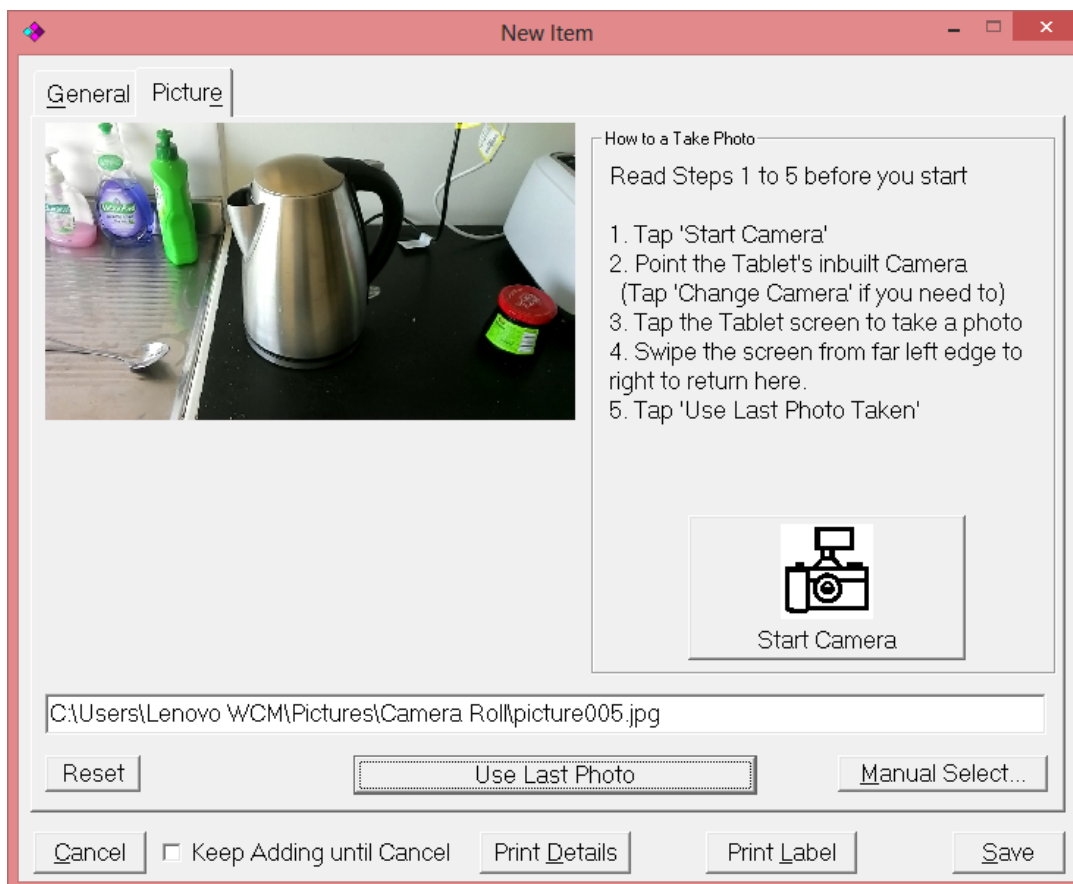 New Item
General Picture
How to a Take Photo
Read Steps 1 to 5 before you start
1. Tap 'Start Camera'
2. Point the Tablet's inbuilt Camera
(Tap 'Change Camera' if you need to)
3. Tap the Tablet screen to take a photo
4. Swipe the screen from far left edge to
right to return here.
5. Tap 'Use Last Photo Taken'
Start Camera
C:\Users\Lenovo WCM\Pictures\Camera Roll\picture005.jpg
Reset Use Last Photo Manual Select...
Cancel Keep Adding until Cancel Print Details Print Label Save